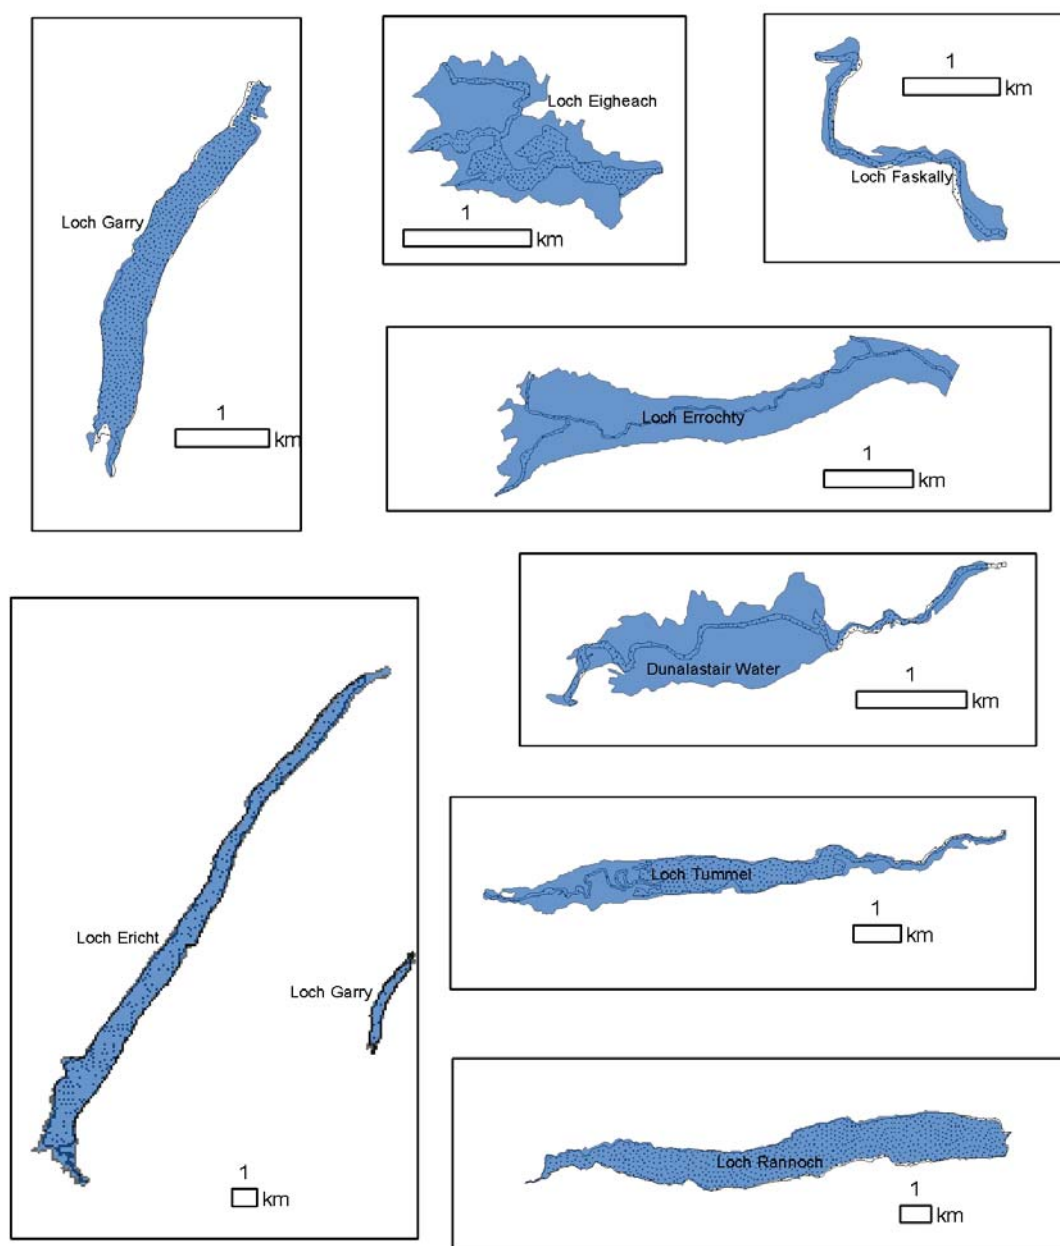 Loch Garry
1
km
1
Loch Eigheach
km
1
km
Loch Faskally
Loch Errochty
1
km
Dunalastair Water
1
km
Loch Ericht
Loch Garry
1
km
Loch Tummel
1
km
Loch Rannoch
1
km